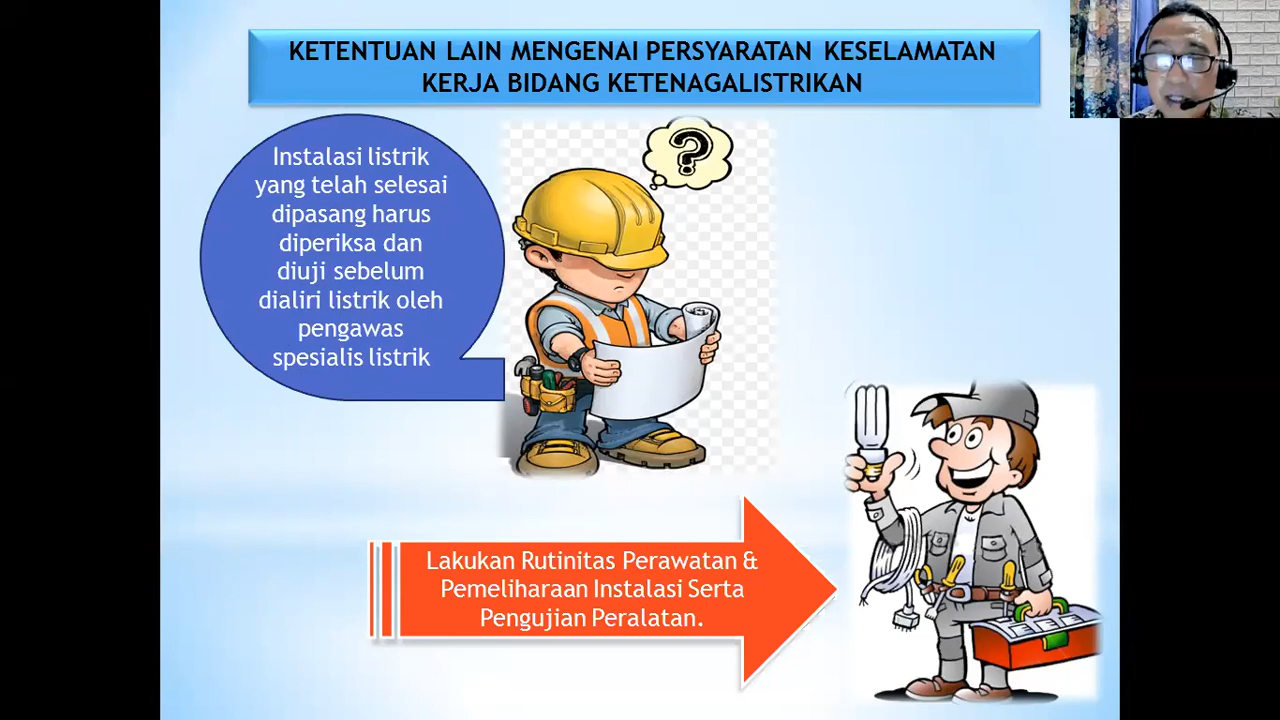 KETENTUAN LAIN MENGENAI PERSYARATAN KESELAMATAN
KERJA BIDANG KETENAGALISTRIKAN
Instalasi listrik
yang telah selesai
dipasang harus
diperiksa dan
diuji sebelum
dialiri listrik oleh
pengawas
spesialis listrik
?
Lakukan Rutinitas Perawatan &
Pemeliharaan Instalasi Serta
Pengujian Peralatan.